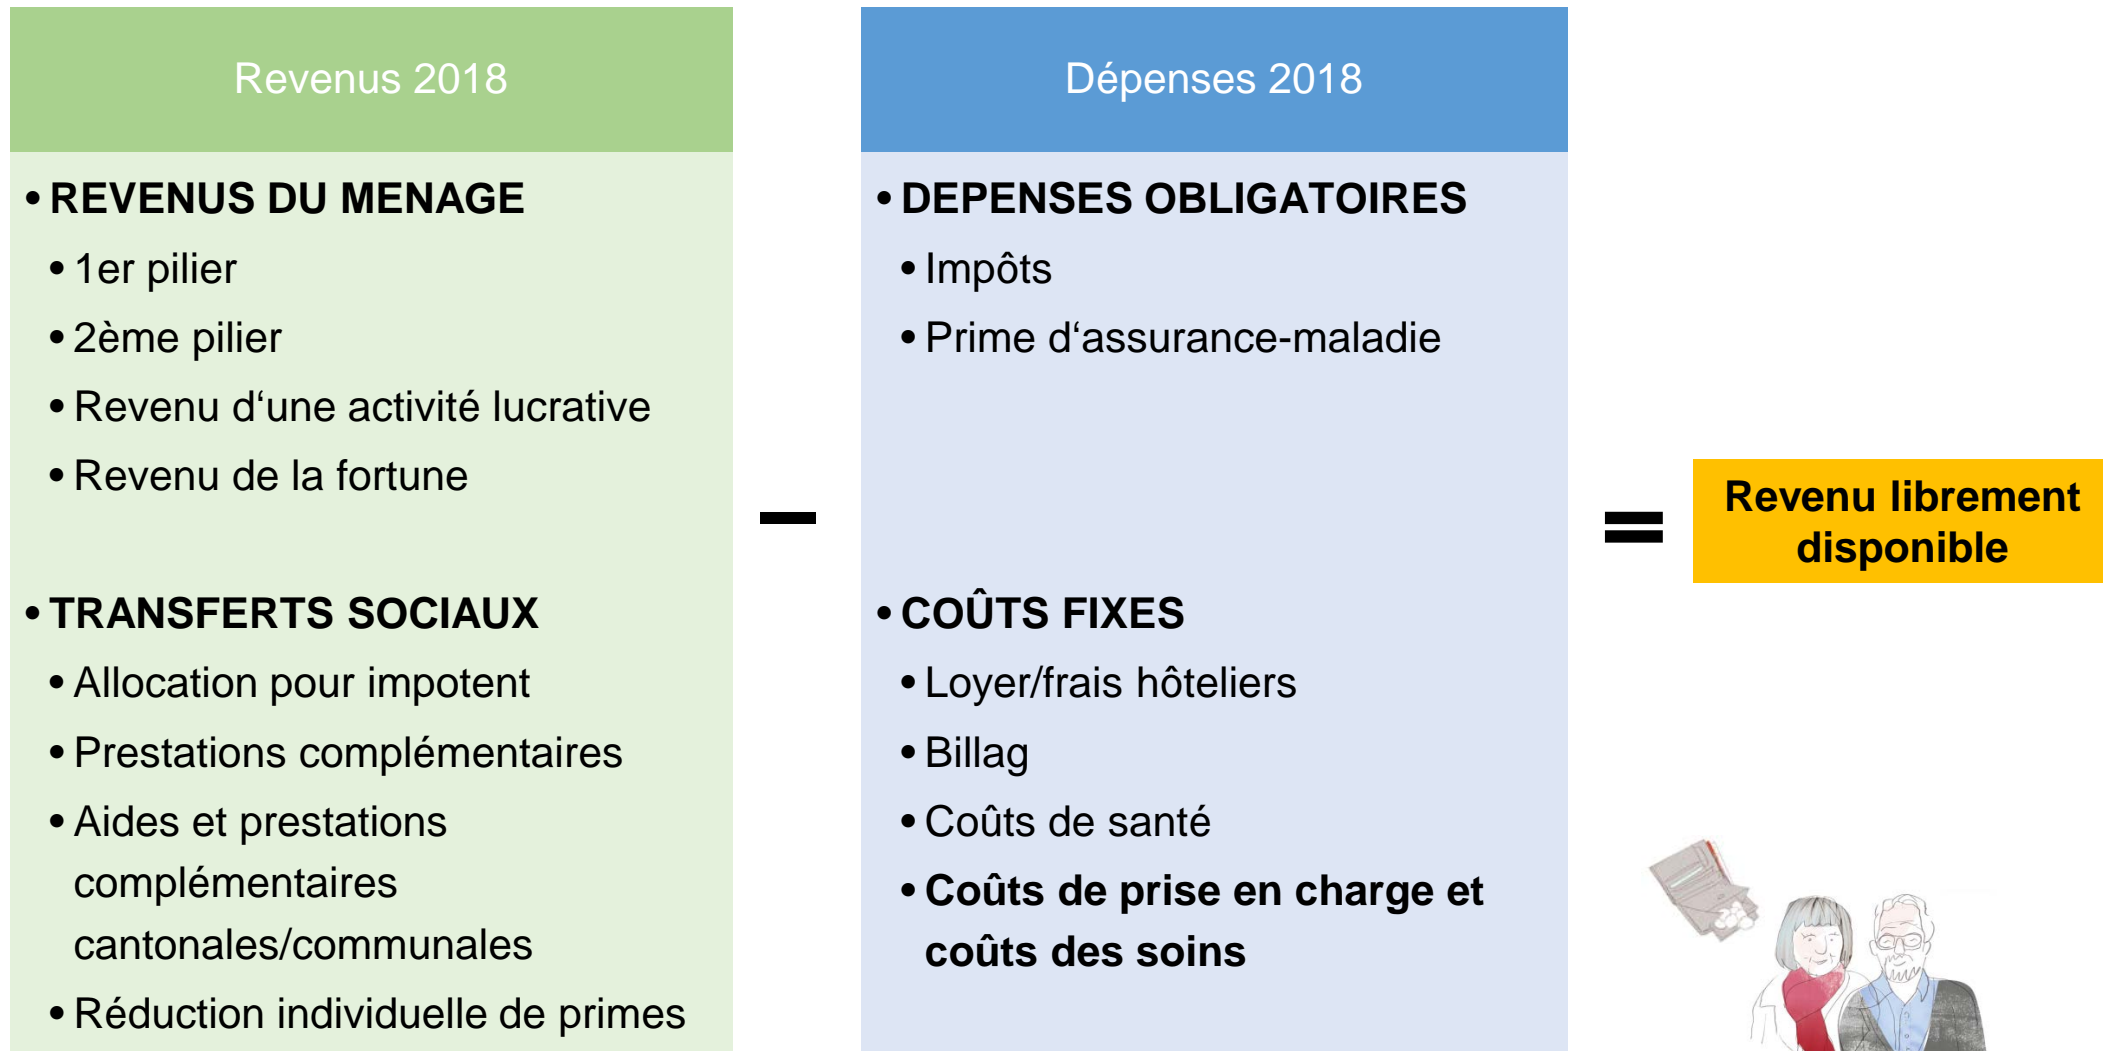 Revenus 2018
• REVENUS DU MENAGE
• 1er pilier
• 2ème pilier
• Revenu d‘une activité lucrative
• Revenu de la fortune
• TRANSFERTS SOCIAUX
• Allocation pour impotent
• Prestations complémentaires
• Aides et prestations
complémentaires
cantonales/communales
• Réduction individuelle de primes
–
Dépenses 2018
• DEPENSES OBLIGATOIRES
• Impôts
• Prime d‘assurance-maladie
• COÛTS FIXES
• Loyer/frais hôteliers
• Billag
• Coûts de santé
• Coûts de prise en charge et
coûts des soins
=
Revenu librement
disponible